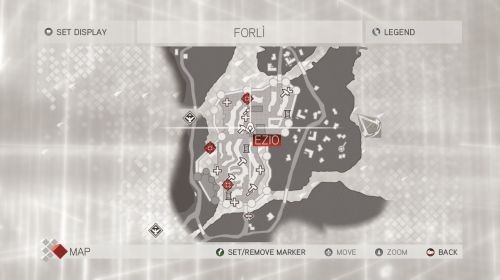 SET DISPLAY
FORLÌ
LEGEND
EZIO
MAP
SET/REMOVE MARKER
MOVE
ZOOM
BACK